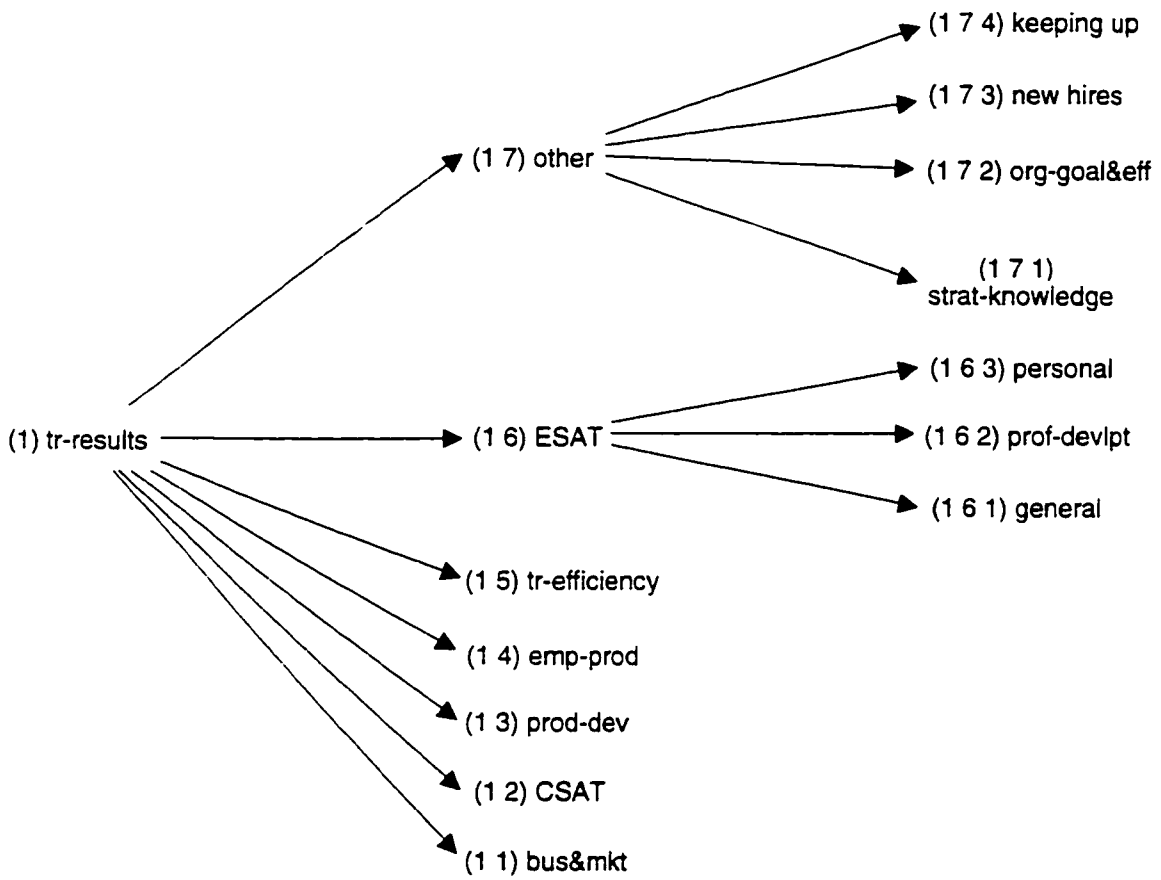 (1 7 4) keeping up
(1 7 3) new hires
(1 7) other
(1 7 2) org-goal&eff
(1 7 1)
strat-knowledge
(1 6 3) personal
(1) tr-results
(1 6) ESAT
(1 6 2) prof-devlpt
(1 6 1) general
(1 5) tr-efficiency
(1 4) emp-prod
(1 3) prod-dev
(1 2) CSAT
(1 1) bus&mkt